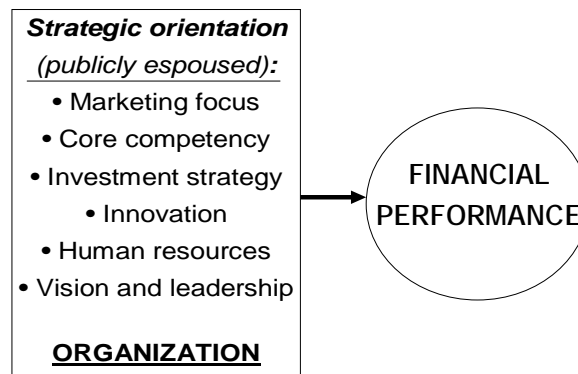 Strategic orientation
(publicly espoused):
• Marketing focus
• Core competency
• Investment strategy
• Innovation
• Human resources
• Vision and leadership
ORGANIZATION
FINANCIAL
PERFORMANCE